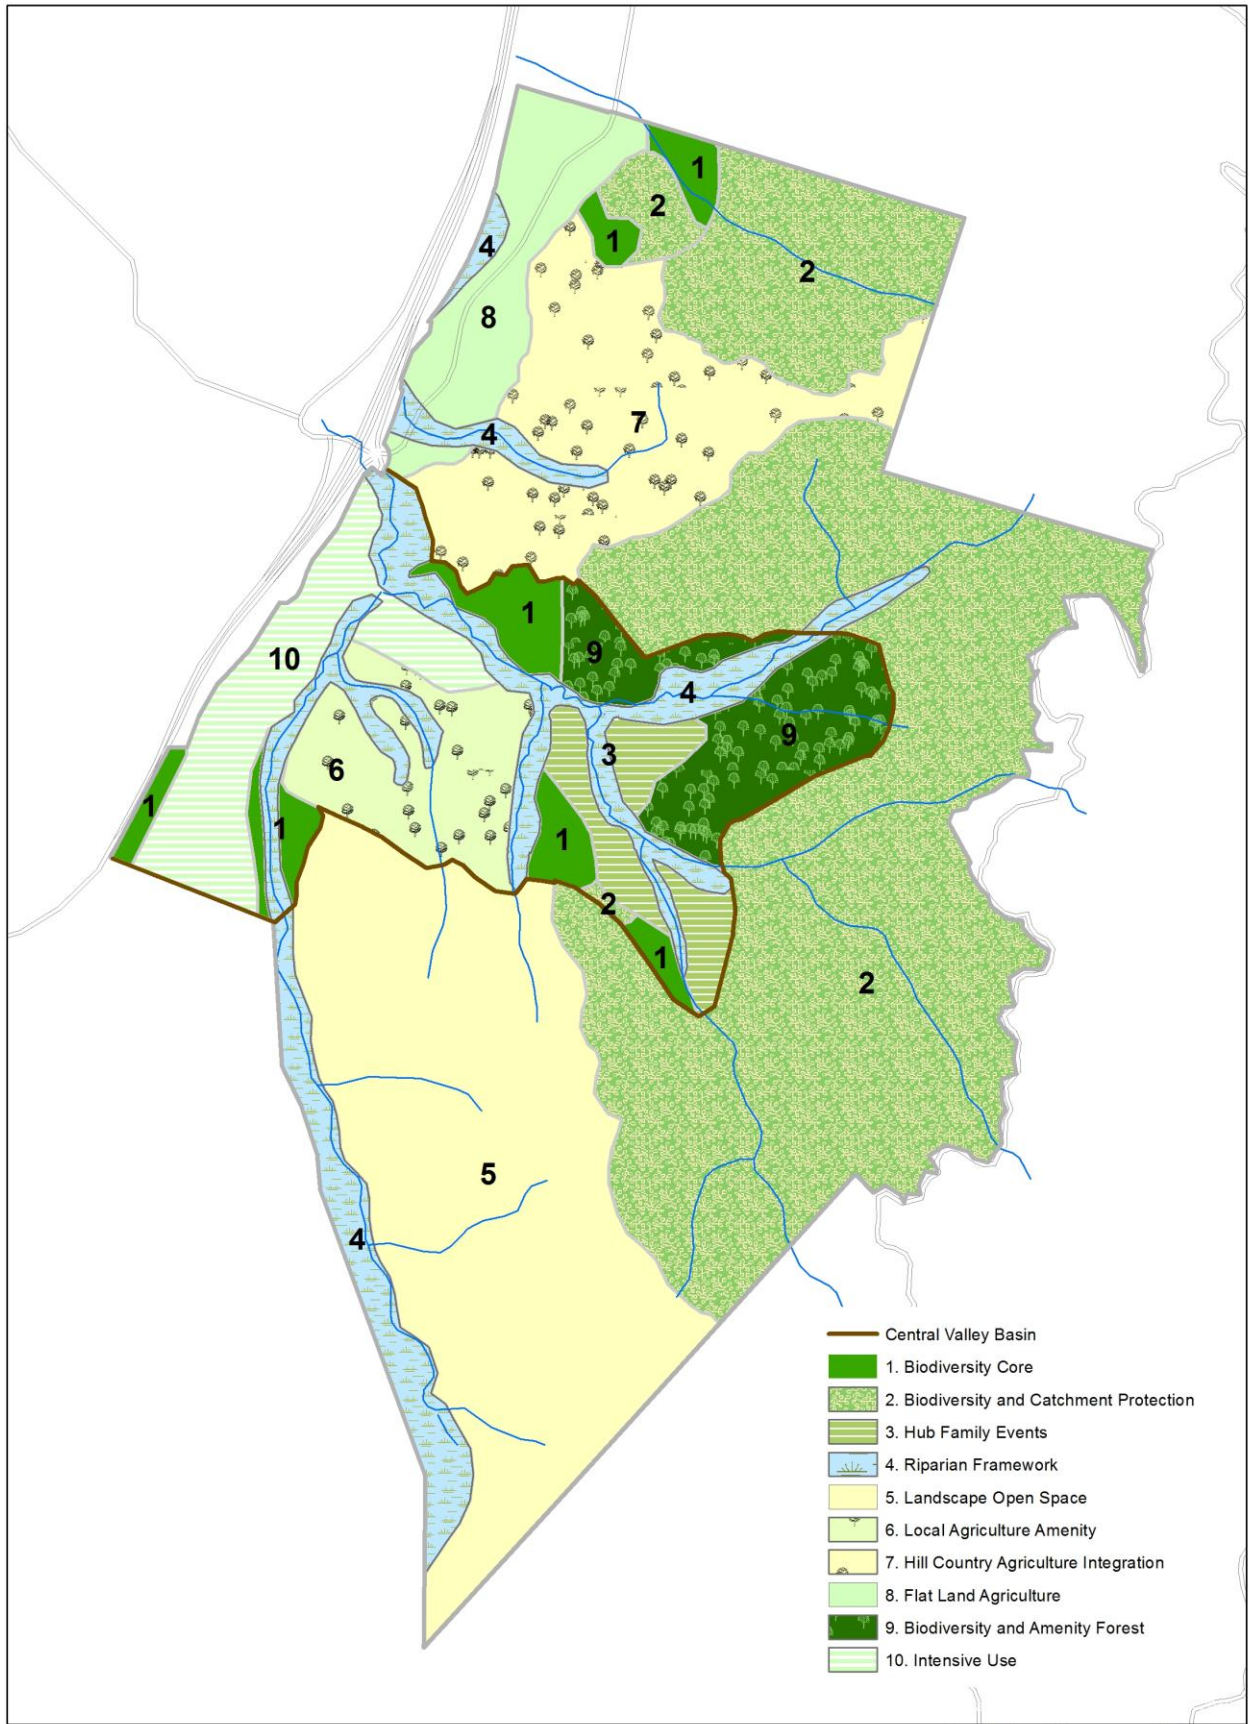 1
2
1
2
4
8
7
4
1
9
10
4
3
9
6
1
1
1
2
1
2
5
4
Central Valley Basin
1. Biodiversity Core
2. Biodiversity and Catchment Protection
3. Hub Family Events
4. Riparian Framework
5. Landscape Open Space
6. Local Agriculture Amenity
7. Hill Country Agriculture Integration
8. Flat Land Agriculture
9. Biodiversity and Amenity Forest
10. Intensive Use